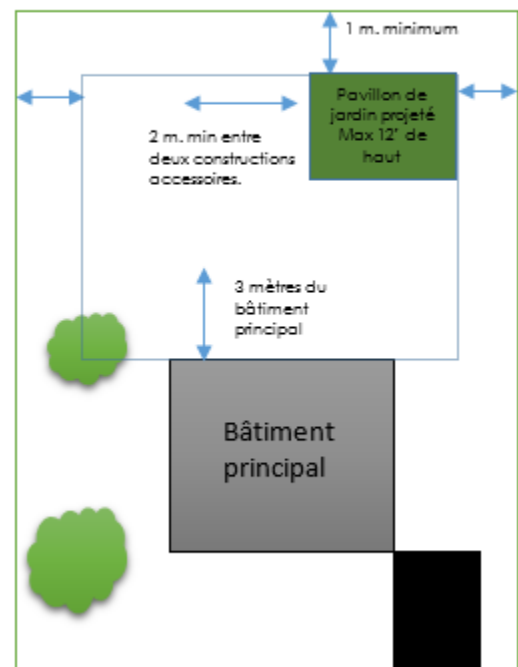 1 m. minimum
Pavillon de
jardin projeté
Max 12' de
haut
2 m. min entre
deux constructions
accessoires.
3 mètres du
bâtiment
principal
Bâtiment
principal